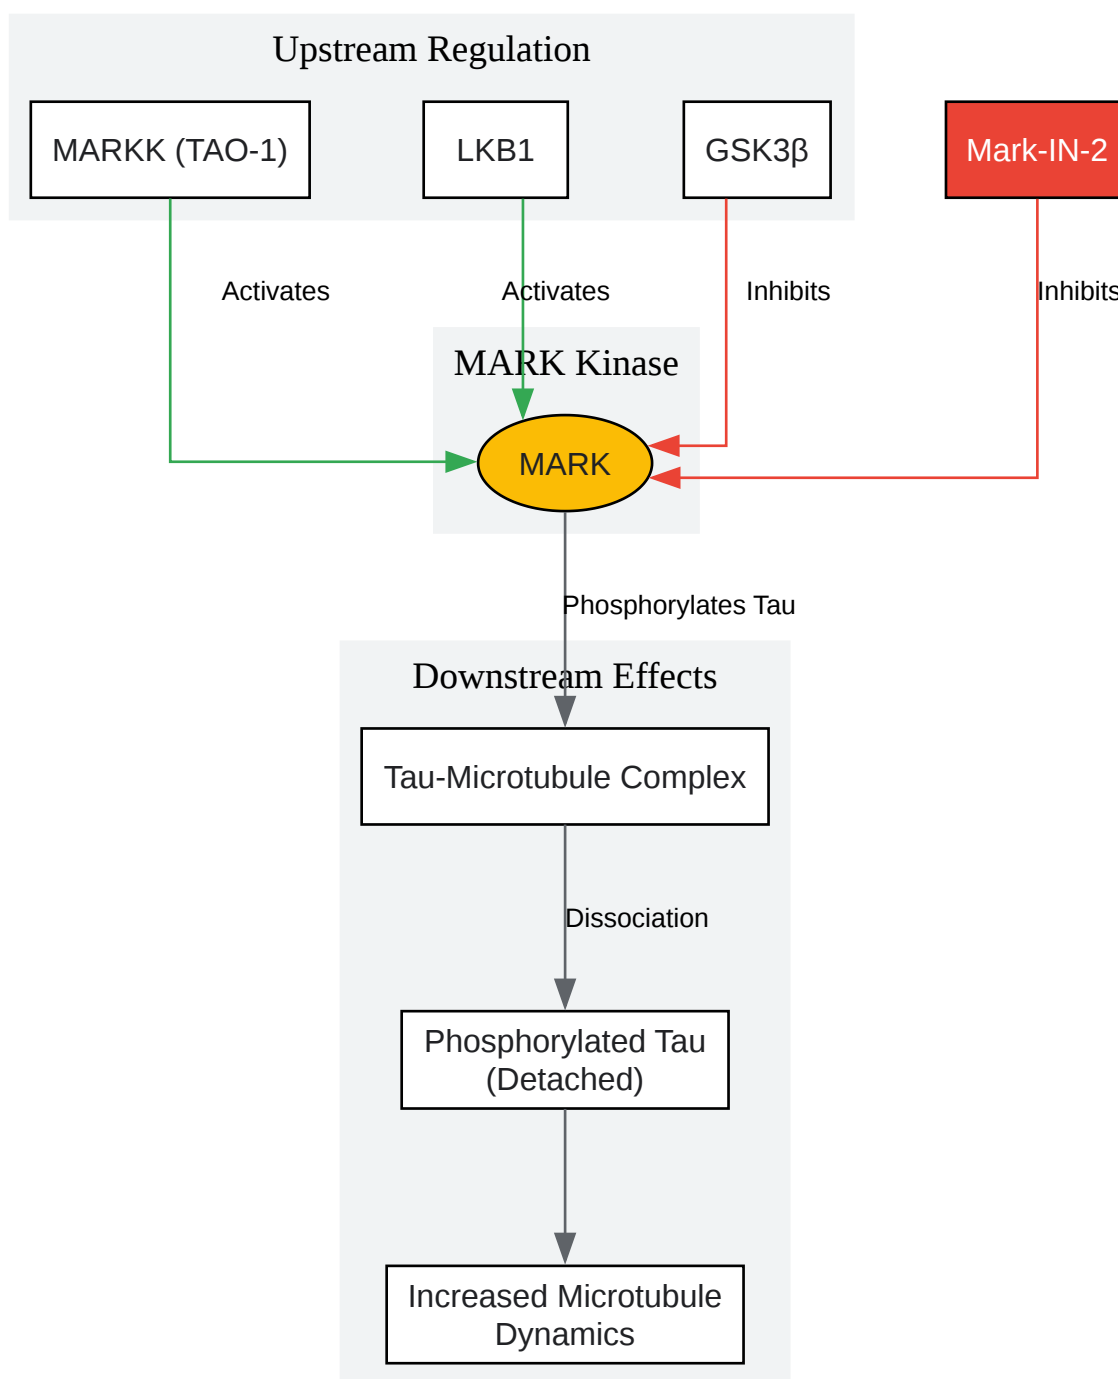 Upstream Regulation
MARKK (TAO-1)
LKB1
GSK3β
Mark-IN-2
Activates
Activates
Inhibits
Inhibits
MARK Kinase
MARK
Phosphorylates Tau
Downstream Effects
Tau-Microtubule Complex
Dissociation
Phosphorylated Tau
(Detached)
Increased Microtubule
Dynamics